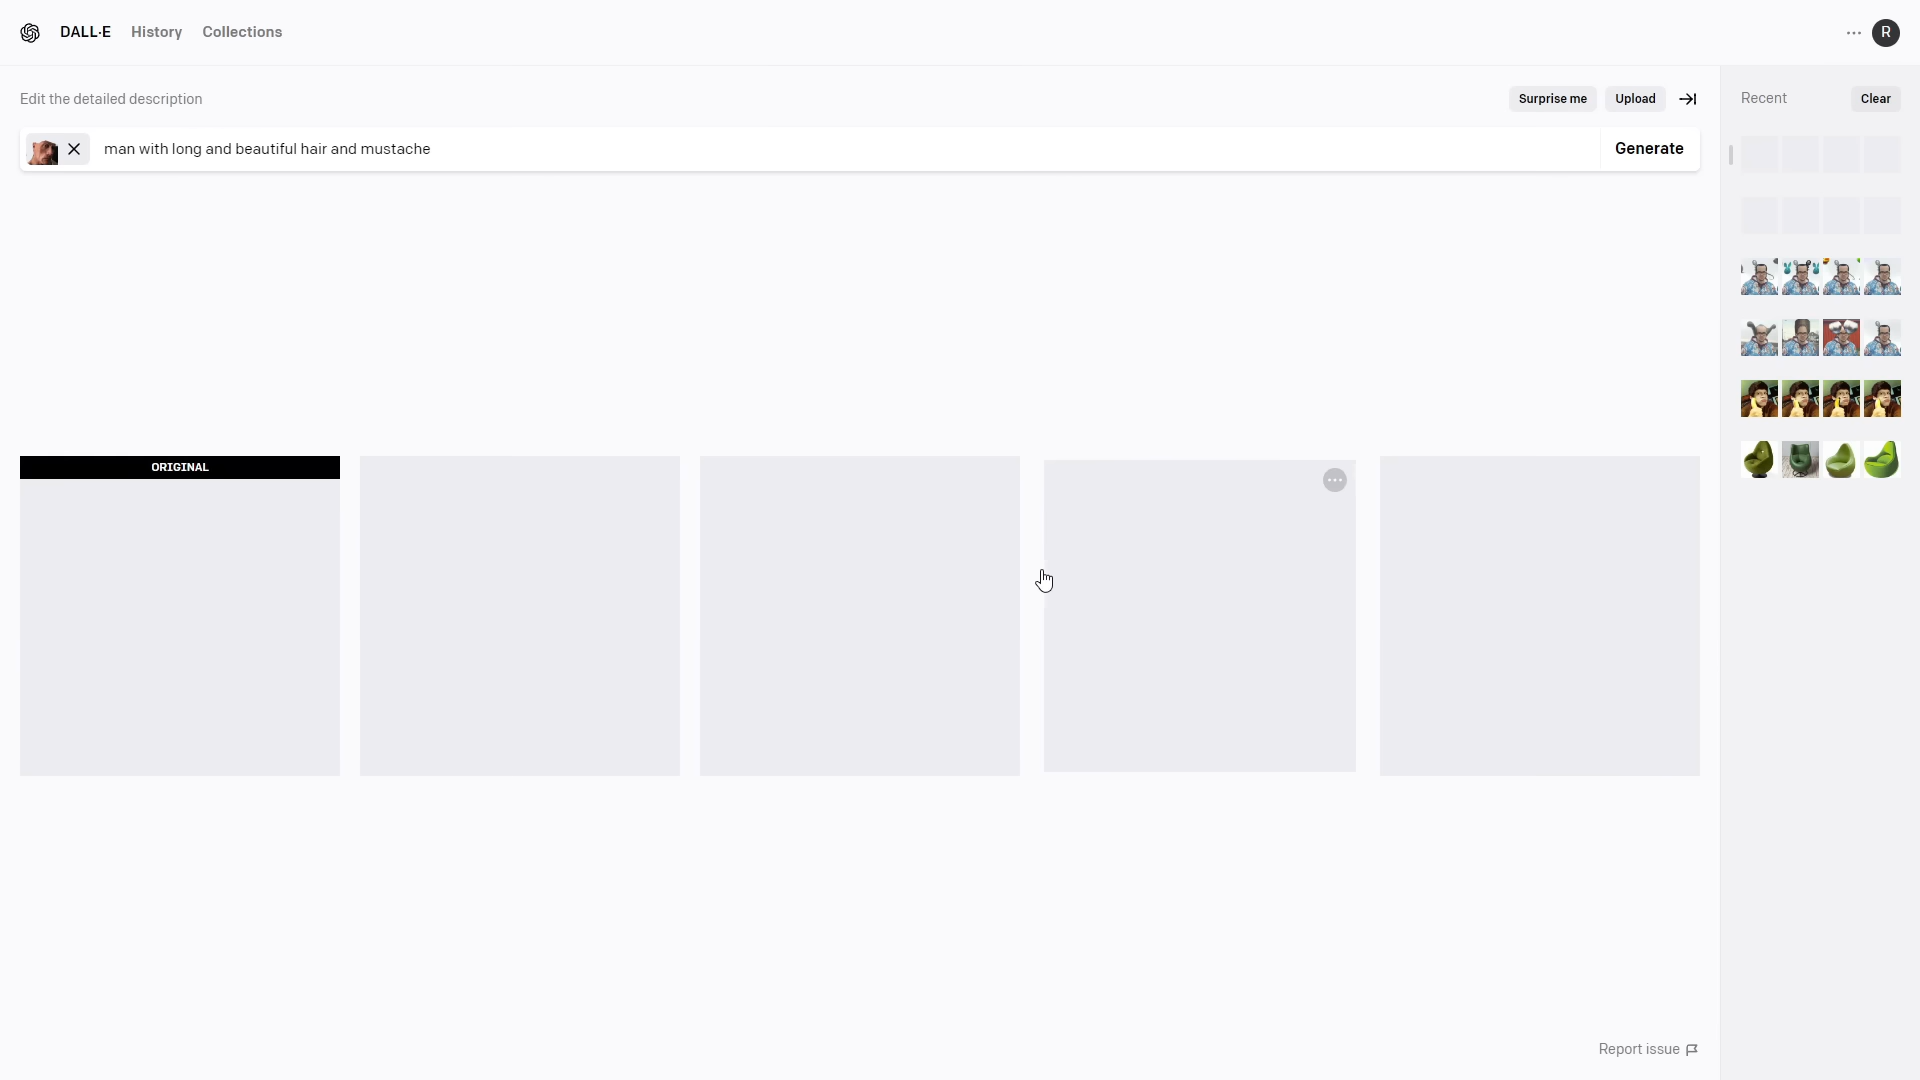 DALL·E History Collections
··· R
Edit the detailed description
Surprise me Upload
Recent Clear
man with long and beautiful hair and mustache
Generate
ORIGINAL
Report issue